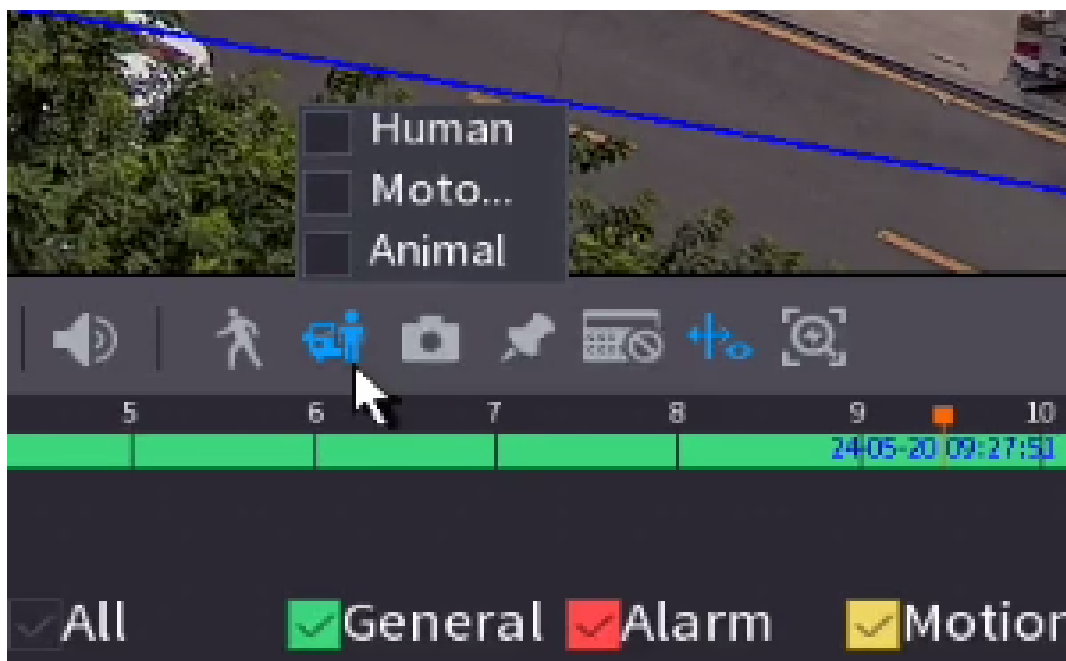 Human
Moto...
Animal
5 6 7 8 9 10
24-05-20 09:27:51
All General Alarm Motion